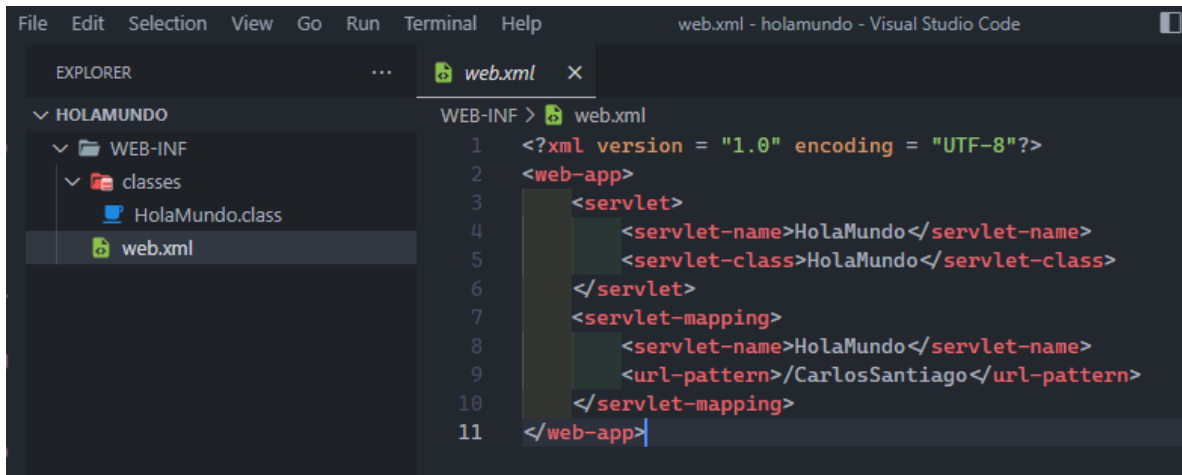 File Edit Selection View Go Run Terminal Help web.xml - holamundo - Visual Studio Code
EXPLORER ...
web.xml
HOLAMUNDO
WEB-INF
classes
HolaMundo.class
web.xml
WEB-INF > web.xml
1 <?xml version = "1.0" encoding = "UTF-8"?>
2 <web-app>
3 <servlet>
4 <servlet-name>HolaMundo</servlet-name>
5 <servlet-class>HolaMundo</servlet-class>
6 </servlet>
7 <servlet-mapping>
8 <servlet-name>HolaMundo</servlet-name>
9 <url-pattern>/CarlosSantiago</url-pattern>
10 </servlet-mapping>
11 </web-app>